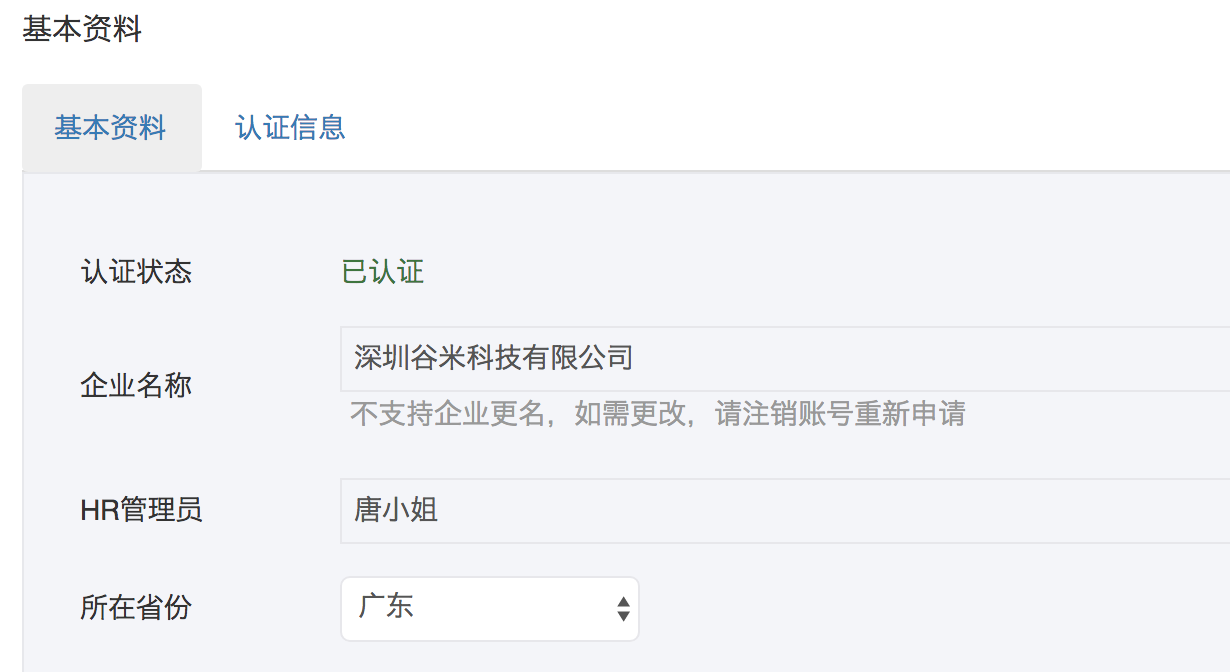 基本资料
基本资料 认证信息
认证状态 已认证
企业名称 深圳谷米科技有限公司
不支持企业更名，如需更改，请注销账号重新申请
HR管理员 唐小姐
所在省份 广东